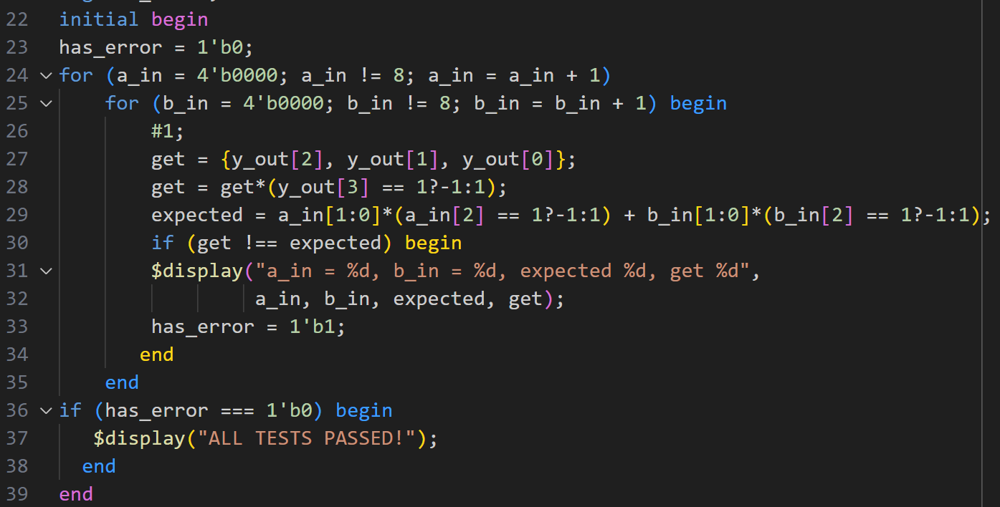 22 initial begin
23 has_error = 1'b0;
24 for (a_in = 4'b0000; a_in != 8; a_in = a_in + 1)
25 for (b_in = 4'b0000; b_in != 8; b_in = b_in + 1) begin
26 #1;
27 get = {y_out[2], y_out[1], y_out[0]};
28 get = get*(y_out[3] == 1?-1:1);
29 expected = a_in[1:0]*(a_in[2] == 1?-1:1) + b_in[1:0]*(b_in[2] == 1?-1:1);
30 if (get !== expected) begin
31 $display("a_in = %d, b_in = %d, expected %d, get %d",
32 a_in, b_in, expected, get);
33 has_error = 1'b1;
34 end
35 end
36 if (has_error === 1'b0) begin
37 $display("ALL TESTS PASSED!");
38 end
39 end